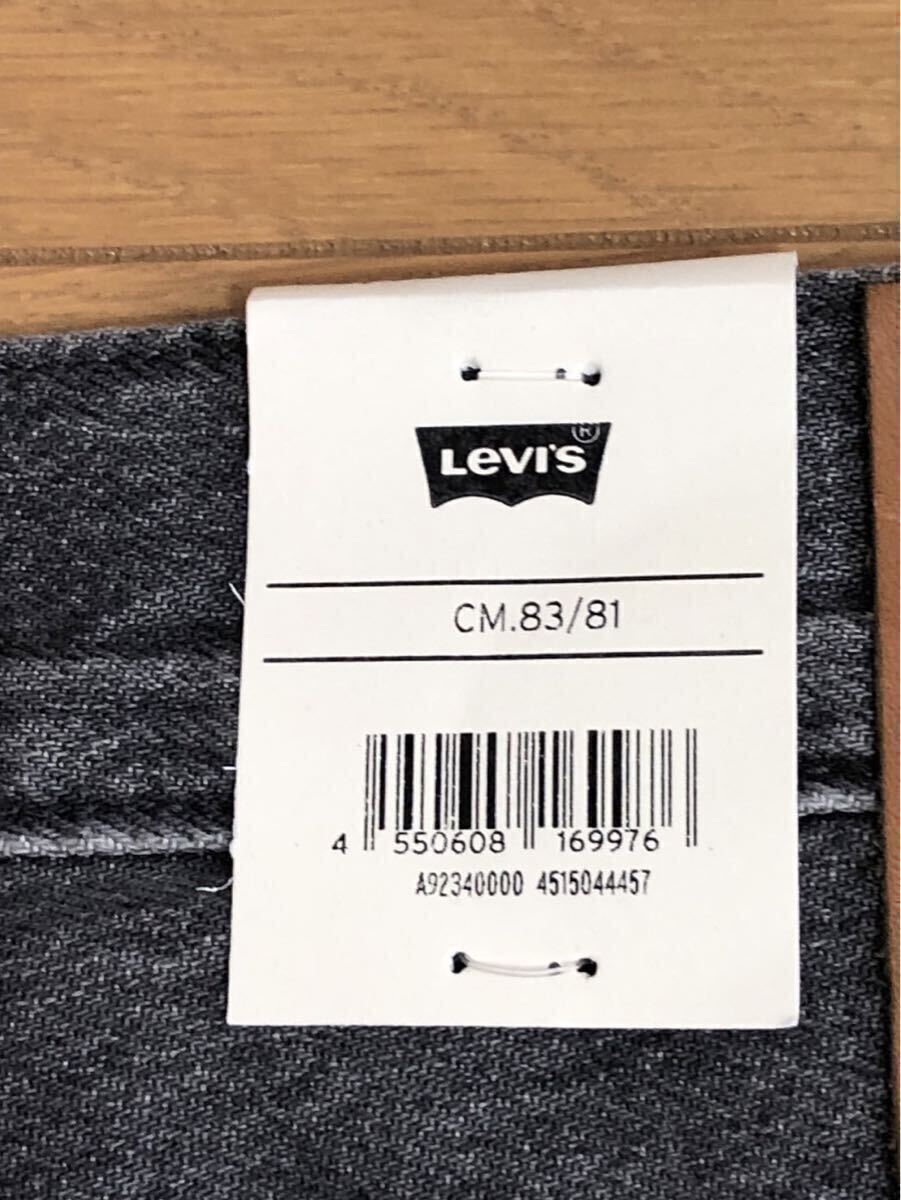 Levi's ®
CM.83/81
4 550608 169976
A92340000 4515044457